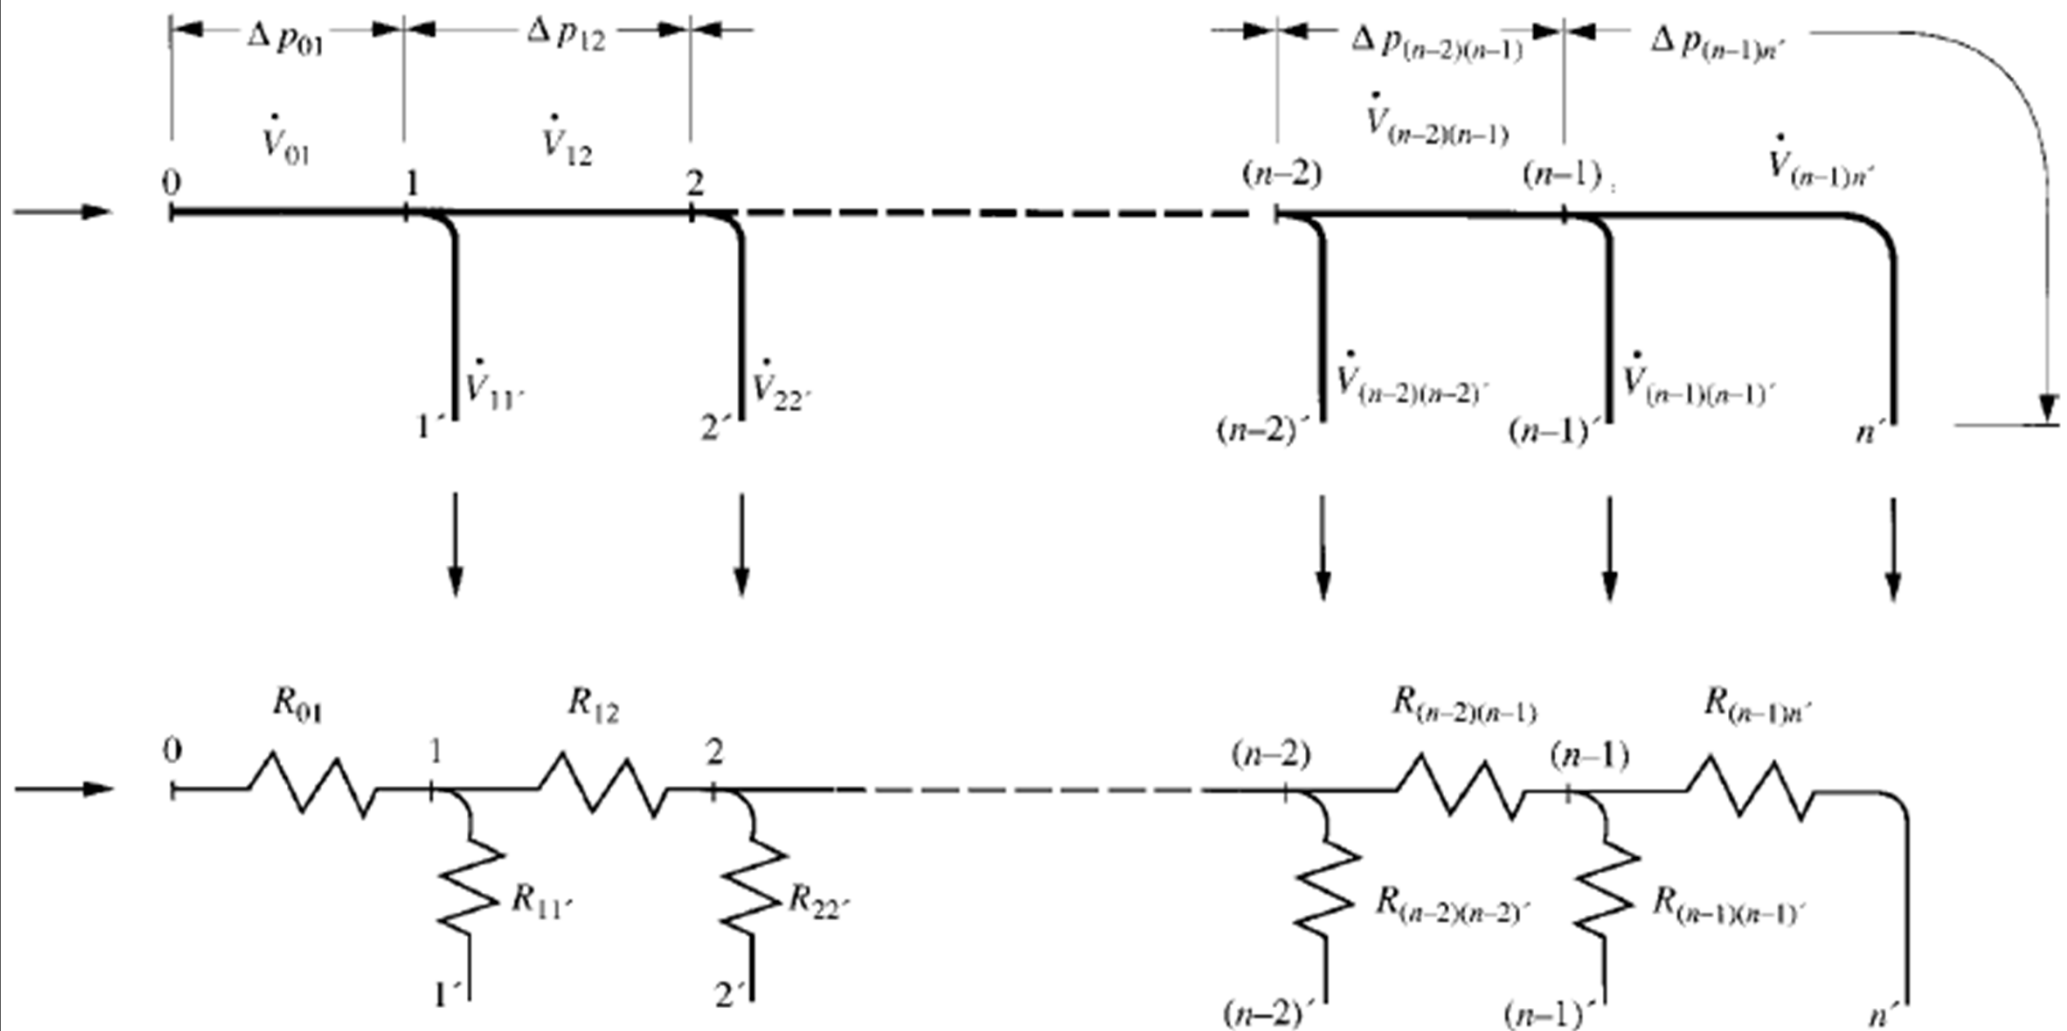 Δp₀₁ Δp₁₂ Δp₍ₙ₋₂₎₍ₙ₋₁₎ Δp₍ₙ₋₁₎ₙ′
V̇₀₁ V̇₁₂ V̇₍ₙ₋₂₎₍ₙ₋₁₎ V̇₍ₙ₋₁₎ₙ′
0 1 2 (n–2) (n–1)
V̇₁₁′ V̇₂₂′ V̇₍ₙ₋₂₎₍ₙ₋₂₎′ V̇₍ₙ₋₁₎₍ₙ₋₁₎′
1′ 2′ (n–2)′ (n–1)′ n′
R₀₁ R₁₂ R₍ₙ₋₂₎₍ₙ₋₁₎ R₍ₙ₋₁₎ₙ′
0 1 2 (n–2) (n–1)
R₁₁′ R₂₂′ R₍ₙ₋₂₎₍ₙ₋₂₎′ R₍ₙ₋₁₎₍ₙ₋₁₎′
1′ 2′ (n–2)′ (n–1)′ n′